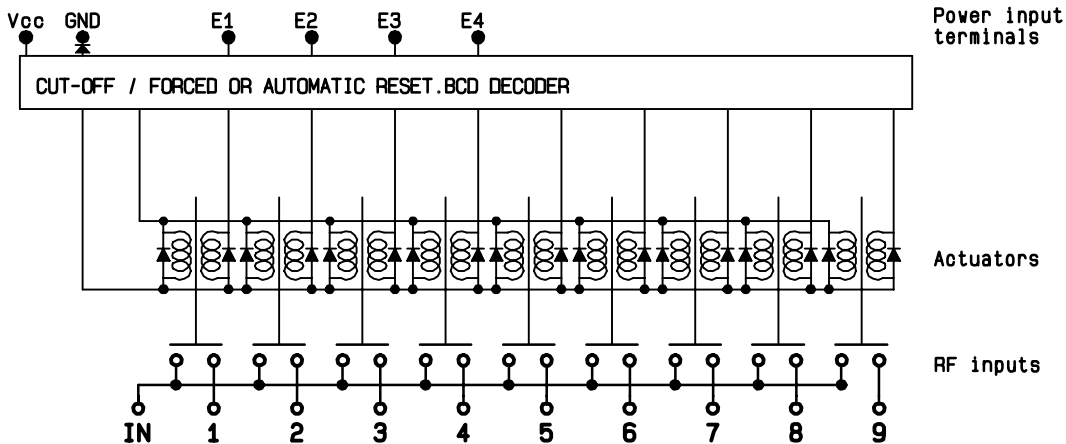 Vcc GND E1 E2 E3 E4 Power input
terminals
CUT-OFF / FORCED OR AUTOMATIC RESET.BCD DECODER
Actuators
RF inputs
IN 1 2 3 4 5 6 7 8 9